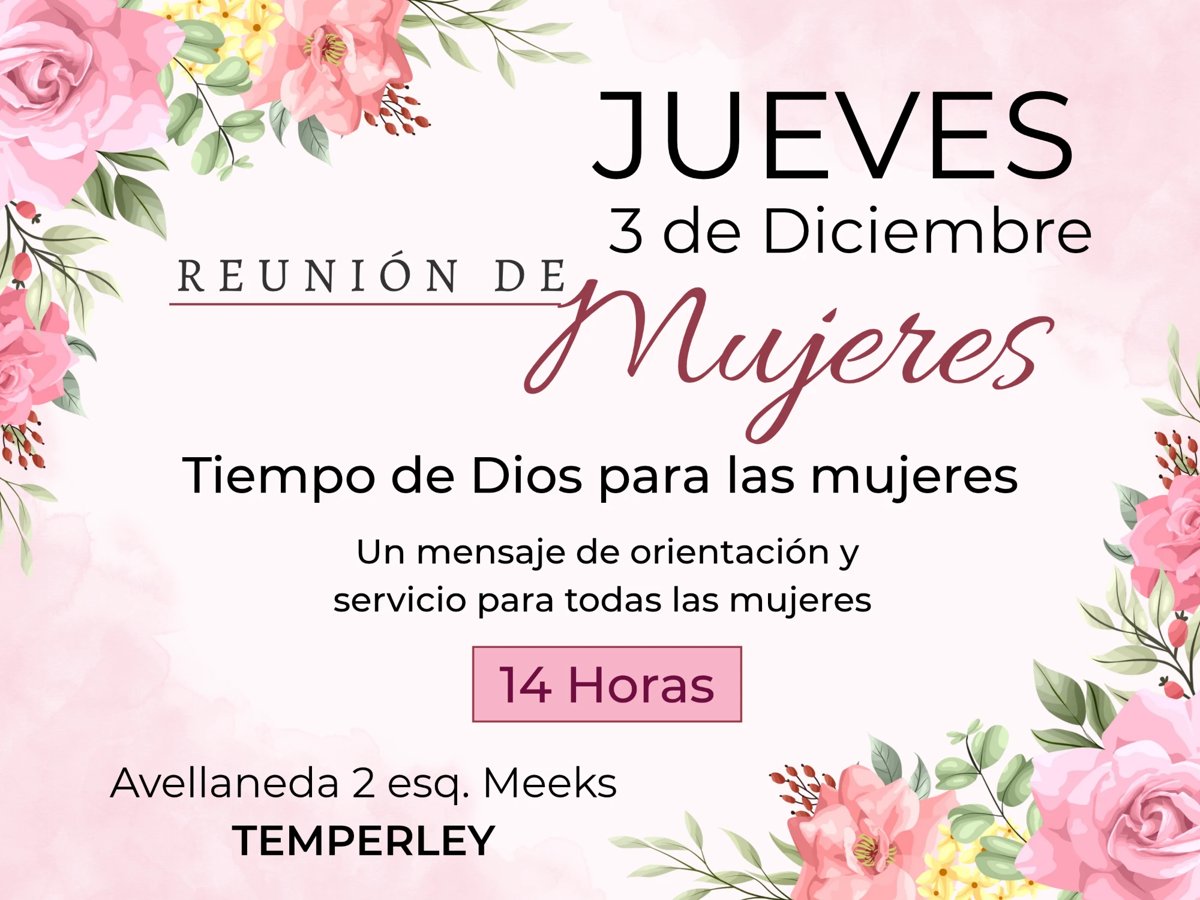 JUEVES
3 de Diciembre
REUNIÓN DE
Mujeres
Tiempo de Dios para las mujeres
Un mensaje de orientación y
servicio para todas las mujeres
14 Horas
Avellaneda 2 esq. Meeks
TEMPERLEY